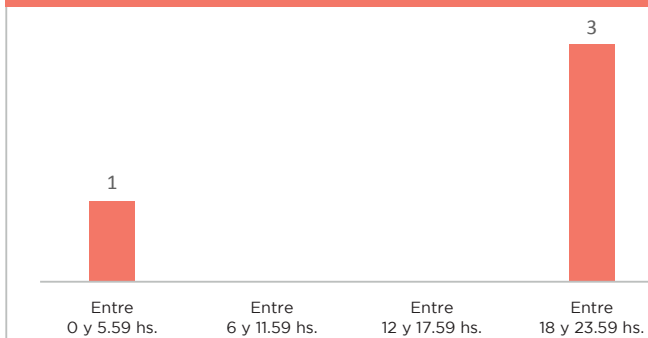 3
1
Entre
0 y 5.59 hs.
Entre
6 y 11.59 hs.
Entre
12 y 17.59 hs.
Entre
18 y 23.59 hs.